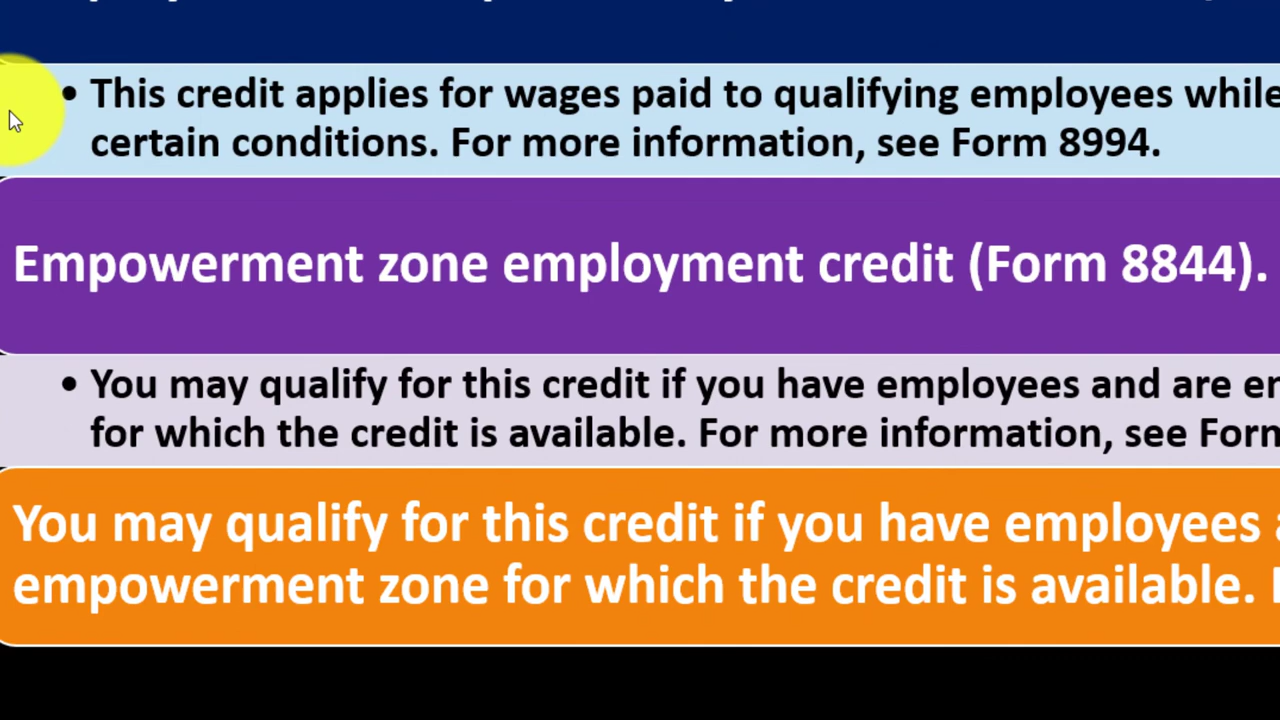 • This credit applies for wages paid to qualifying employees while
certain conditions. For more information, see Form 8994.
Empowerment zone employment credit (Form 8844).
• You may qualify for this credit if you have employees and are
for which the credit is available. For more information, see Form
You may qualify for this credit if you have employees
empowerment zone for which the credit is available.